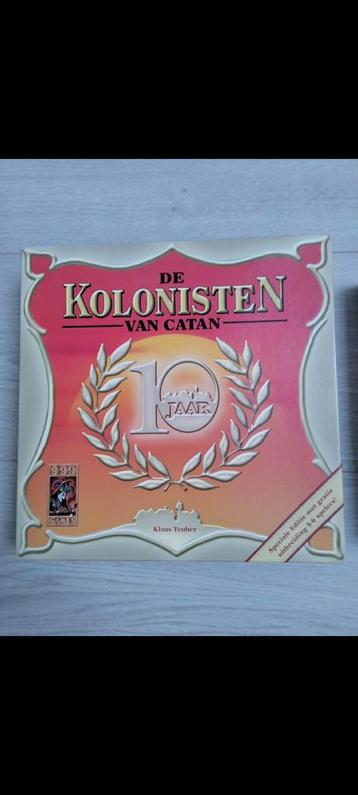 DE
KOLONISTEN
VAN CATAN
10
JAAR
999
GAMES
Klaus Teuber
Speciale Editie met gratis
uitbreiding 5-6 spelers!